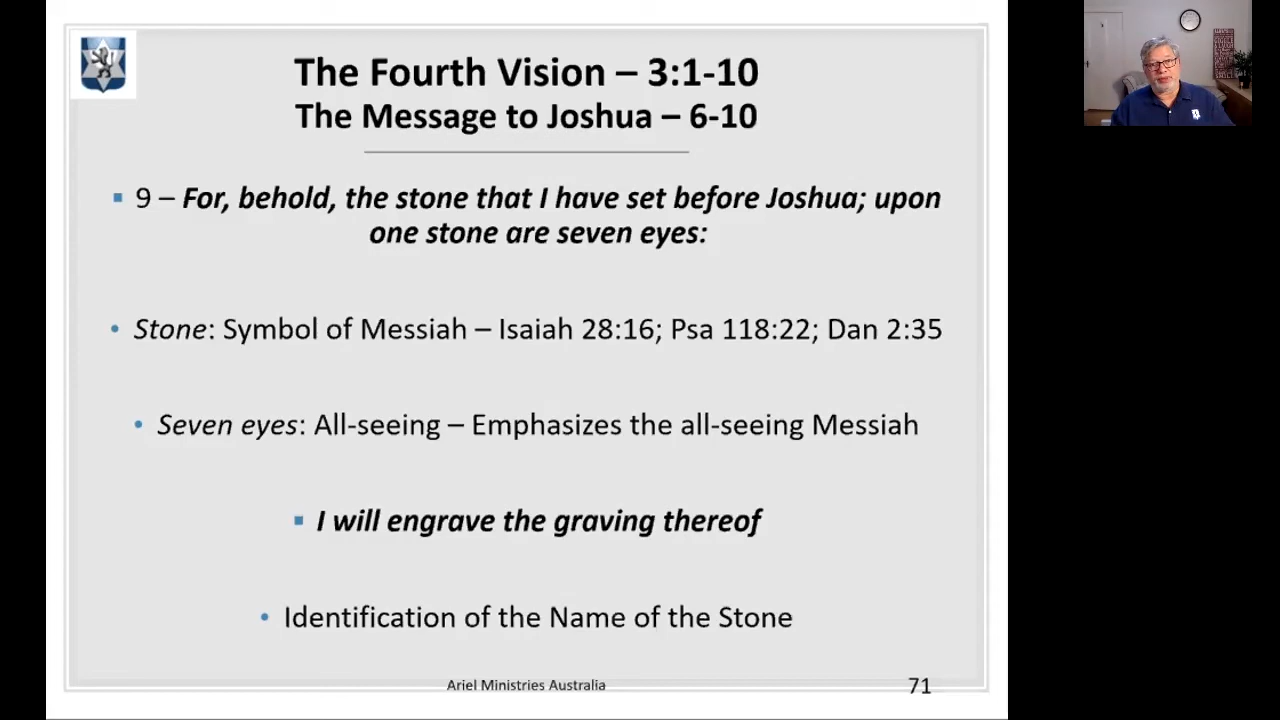 The Fourth Vision – 3:1-10
The Message to Joshua – 6-10
▪ 9 – For, behold, the stone that I have set before Joshua; upon
one stone are seven eyes:
• Stone: Symbol of Messiah – Isaiah 28:16; Psa 118:22; Dan 2:35
• Seven eyes: All-seeing – Emphasizes the all-seeing Messiah
▪ I will engrave the graving thereof
• Identification of the Name of the Stone
Ariel Ministries Australia
71